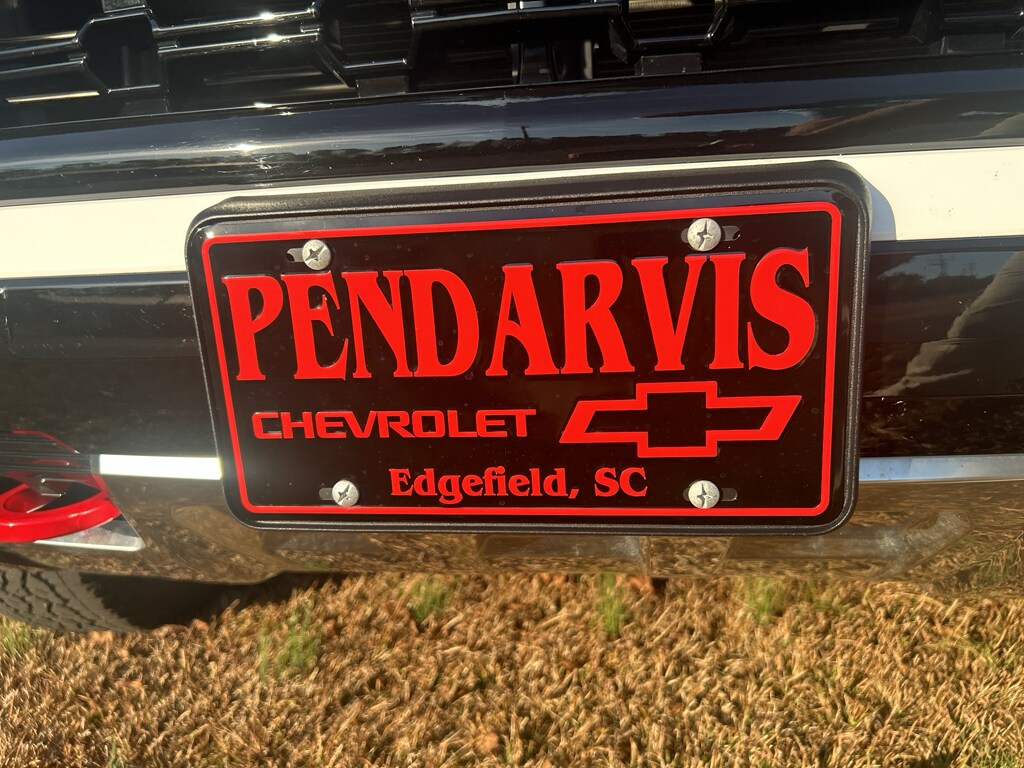 PENDARVIS
CHEVROLET
Edgefield, SC